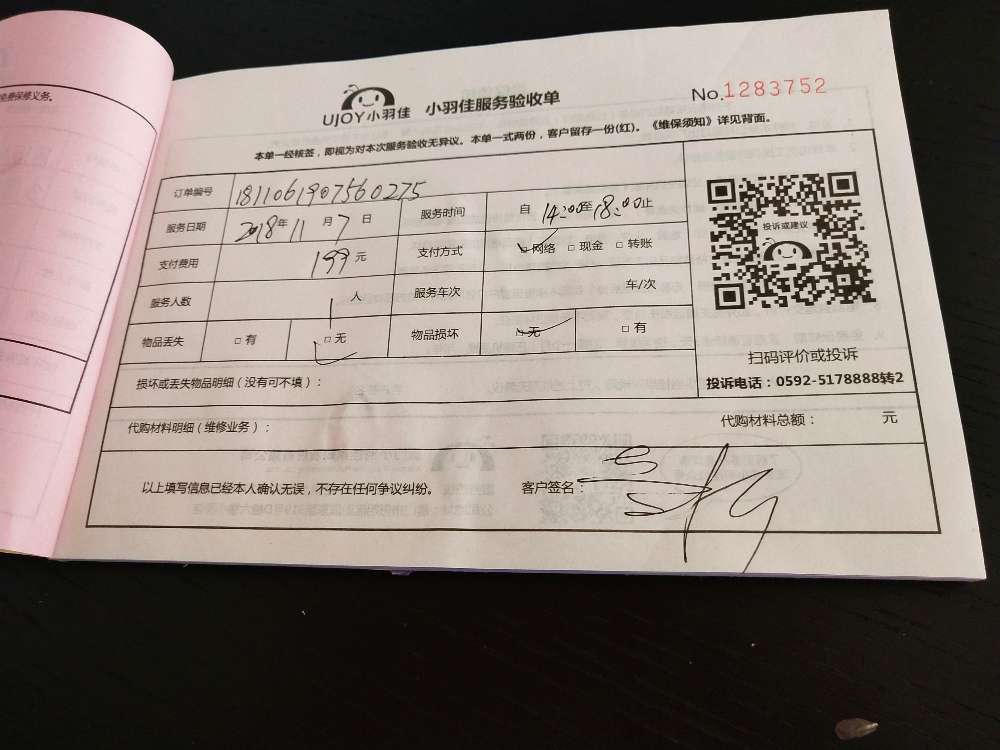 免费保修义务。
UJOY小羽佳 小羽佳服务验收单 No.1283752
本单一经核签，即视为对本次服务验收无异议。本单一式两份，客户留存一份(红)。《维保须知》详见背面。
订单编号 1811061907560275
服务日期 2018年11月7日 服务时间 自14:00至18:00止
支付费用 199元 支付方式 □网络 □现金 □转账
服务人数 1人 服务车次 车/次
物品丢失 □有 □无 物品损坏 □无 □有
投诉或建议
扫码评价或投诉
投诉电话：0592-5178888转2
损坏或丢失物品明细（没有可不填）：
代购材料明细（维修业务）： 代购材料总额： 元
以上填写信息已经本人确认无误，不存在任何争议纠纷。 客户签名：